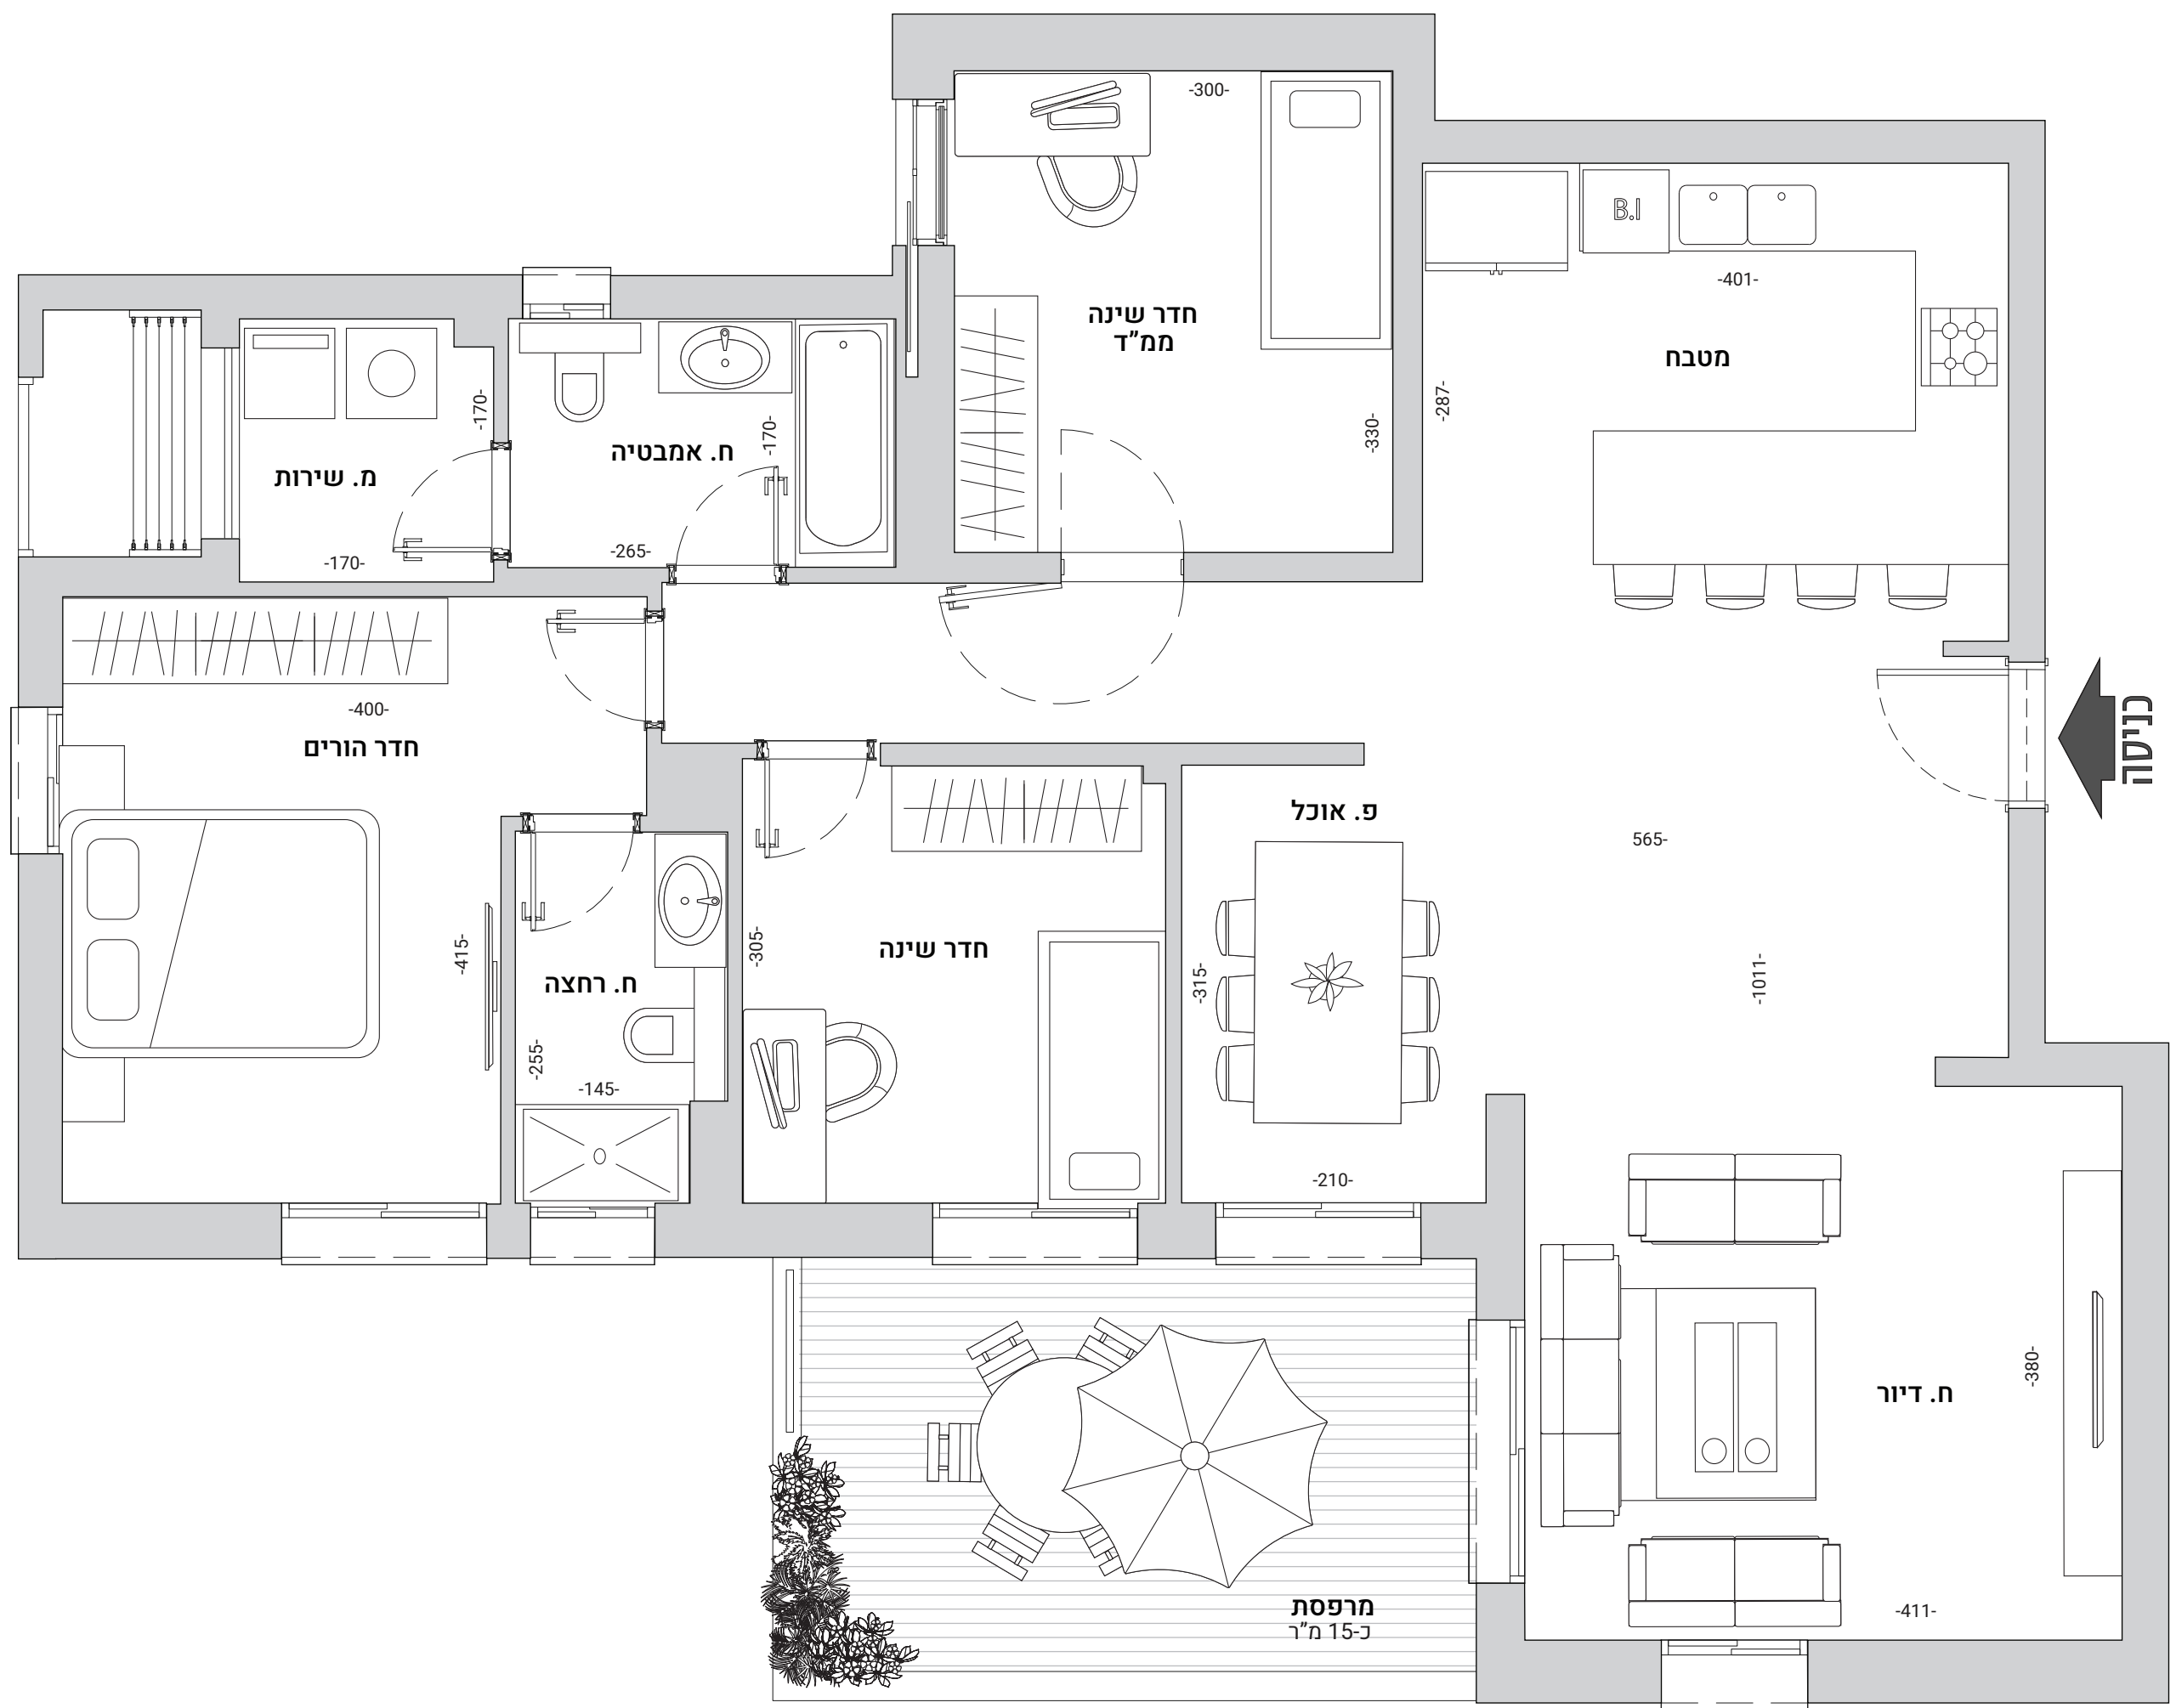 -300-
B.I
-401-
חדר שינה
ממ"ד
מטבח
-287-
-330-
-170-
-170-
ח. אמבטיה
מ. שירות
-265-
-170-
-400-
חדר הורים
כניסה
פ. אוכל
565-
-415-
-305-
חדר שינה
-315-
-1011-
ח. רחצה
-255-
-145-
-210-
-380-
ח. דיור
מרפסת
כ-15 מ"ר
-411-